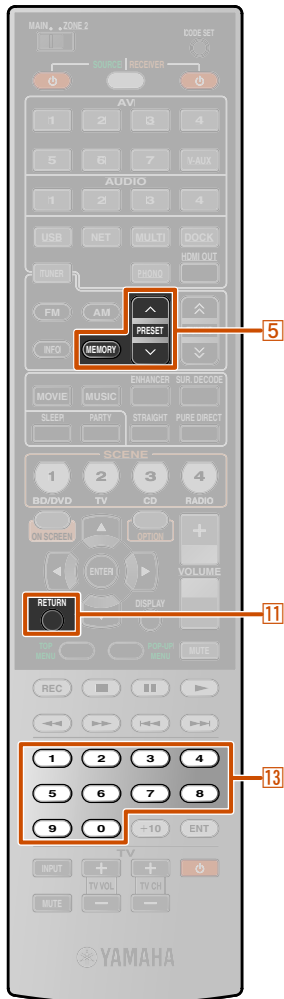 MAIN ZONE 2 CODE SET
SOURCE RECEIVER
AV
1 2 3 4
5 6 7 V-AUX
AUDIO
1 2 3 4
USB NET MULTI DOCK
HDMI OUT
TUNER PHONO
FM AM
PRESET
5
INFO MEMORY
ENHANCER SUR. DECODE
MOVIE MUSIC
SLEEP PARTY STRAIGHT PURE DIRECT
SCENE
1 2 3 4
BD/DVD TV CD RADIO
ON SCREEN OPTION
ENTER
VOLUME
RETURN DISPLAY
11
TOP MENU POP-UP MENU MUTE
REC
1 2 3 4
13
5 6 7 8
9 0 +10 ENT
TV
INPUT TV VOL TV CH
MUTE
YAMAHA